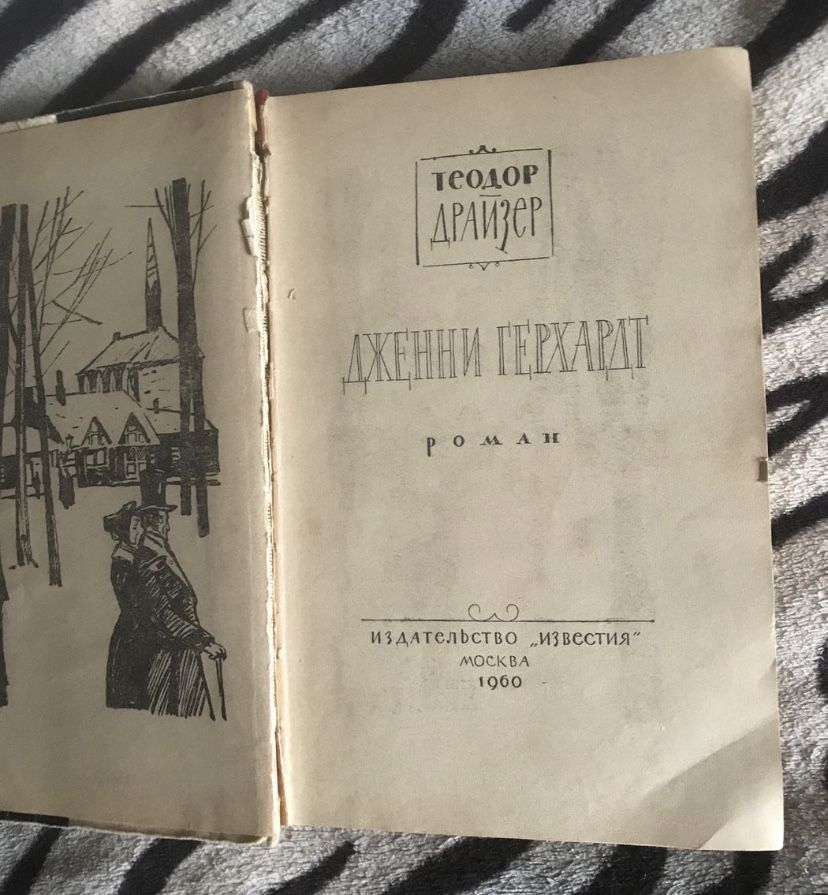 ТЕОДОР
ДРАЙЗЕР
ДЖЕННИ ГЕРХАРДТ
РОМАН
ИЗДАТЕЛЬСТВО „ИЗВЕСТИЯ“
МОСКВА
1960